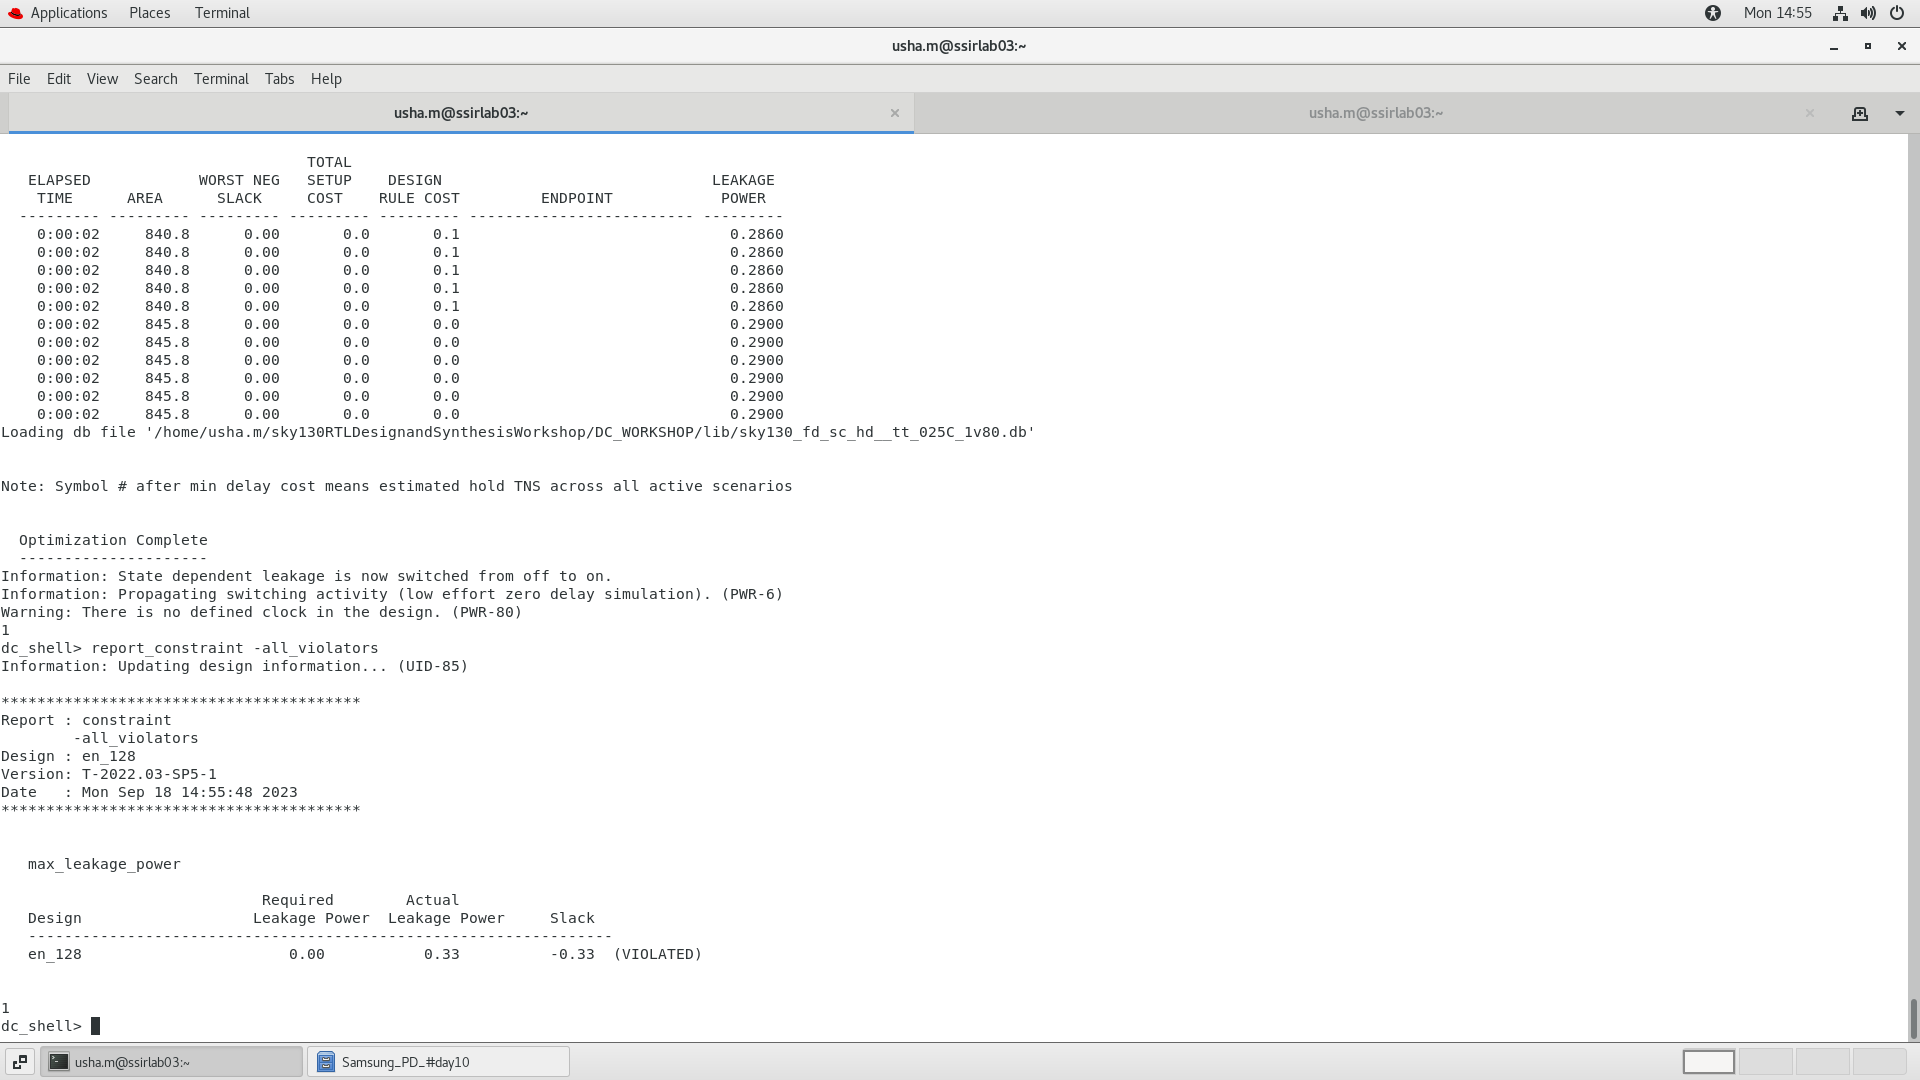 Applications Places Terminal Mon 14:55
usha.m@ssirlab03:~
File Edit View Search Terminal Tabs Help
usha.m@ssirlab03:~ × usha.m@ssirlab03:~ ×
                                  TOTAL
   ELAPSED            WORST NEG   SETUP    DESIGN                              LEAKAGE
    TIME      AREA      SLACK     COST    RULE COST         ENDPOINT            POWER
  --------- --------- --------- --------- --------- ------------------------- ---------
    0:00:02     840.8      0.00       0.0       0.1                              0.2860
    0:00:02     840.8      0.00       0.0       0.1                              0.2860
    0:00:02     840.8      0.00       0.0       0.1                              0.2860
    0:00:02     840.8      0.00       0.0       0.1                              0.2860
    0:00:02     840.8      0.00       0.0       0.1                              0.2860
    0:00:02     845.8      0.00       0.0       0.0                              0.2900
    0:00:02     845.8      0.00       0.0       0.0                              0.2900
    0:00:02     845.8      0.00       0.0       0.0                              0.2900
    0:00:02     845.8      0.00       0.0       0.0                              0.2900
    0:00:02     845.8      0.00       0.0       0.0                              0.2900
    0:00:02     845.8      0.00       0.0       0.0                              0.2900
Loading db file '/home/usha.m/sky130RTLDesignandSynthesisWorkshop/DC_WORKSHOP/lib/sky130_fd_sc_hd__tt_025C_1v80.db'
Note: Symbol # after min delay cost means estimated hold TNS across all active scenarios
  Optimization Complete
  ---------------------
Information: State dependent leakage is now switched from off to on.
Information: Propagating switching activity (low effort zero delay simulation). (PWR-6)
Warning: There is no defined clock in the design. (PWR-80)
1
dc_shell> report_constraint -all_violators
Information: Updating design information... (UID-85)
****************************************
Report : constraint
        -all_violators
Design : en_128
Version: T-2022.03-SP5-1
Date   : Mon Sep 18 14:55:48 2023
****************************************
   max_leakage_power
                             Required        Actual
   Design                   Leakage Power  Leakage Power     Slack
   -----------------------------------------------------------------
   en_128                       0.00           0.33          -0.33  (VIOLATED)
1
dc_shell>
usha.m@ssirlab03:~ Samsung_PD_#day10